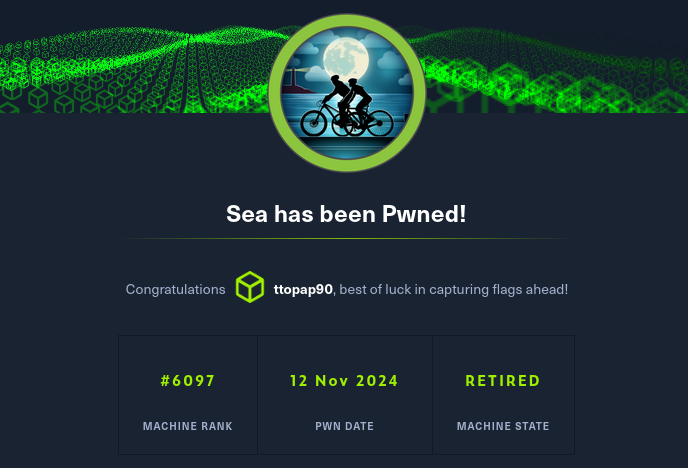 Sea has been Pwned!
Congratulations ttopap90, best of luck in capturing flags ahead!
#6097 12 Nov 2024 RETIRED
MACHINE RANK PWN DATE MACHINE STATE